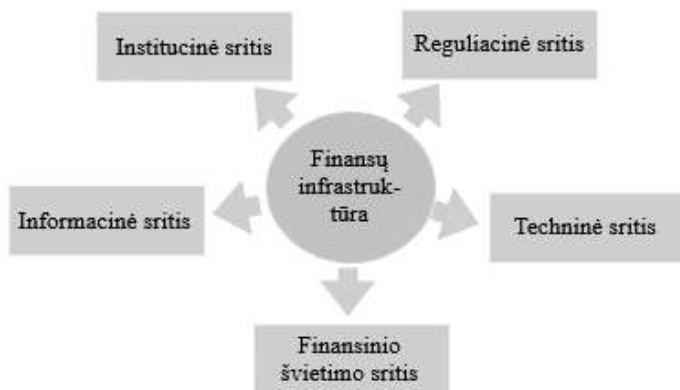 Institucinė sritis
Reguliacinė sritis
Finansų
infrastruk-
tūra
Informacinė sritis
Techninė sritis
Finansinio
švietimo sritis